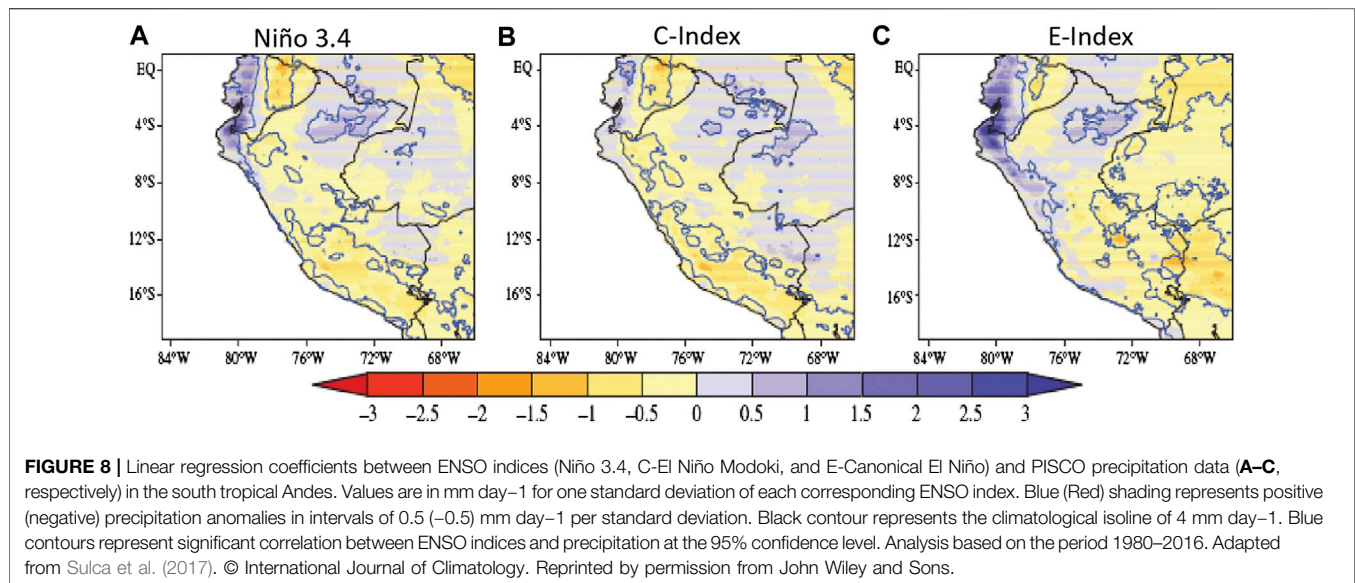 A Niño 3.4 B C-Index C E-Index
EQ EQ EQ
4°S 4°S 4°S
8°S 8°S 8°S
12°S 12°S 12°S
16°S 16°S 16°S
84°W 80°W 76°W 72°W 68°W 84°W 80°W 76°W 72°W 68°W 84°W 80°W 76°W 72°W 68°W
−3 −2.5 −2 −1.5 −1 −0.5 0 0.5 1 1.5 2 2.5 3
FIGURE 8 | Linear regression coefficients between ENSO indices (Niño 3.4, C-El Niño Modoki, and E-Canonical El Niño) and PISCO precipitation data (A–C,
respectively) in the south tropical Andes. Values are in mm day−1 for one standard deviation of each corresponding ENSO index. Blue (Red) shading represents positive
(negative) precipitation anomalies in intervals of 0.5 (−0.5) mm day−1 per standard deviation. Black contour represents the climatological isoline of 4 mm day−1. Blue
contours represent significant correlation between ENSO indices and precipitation at the 95% confidence level. Analysis based on the period 1980–2016. Adapted
from Sulca et al. (2017). © International Journal of Climatology. Reprinted by permission from John Wiley and Sons.